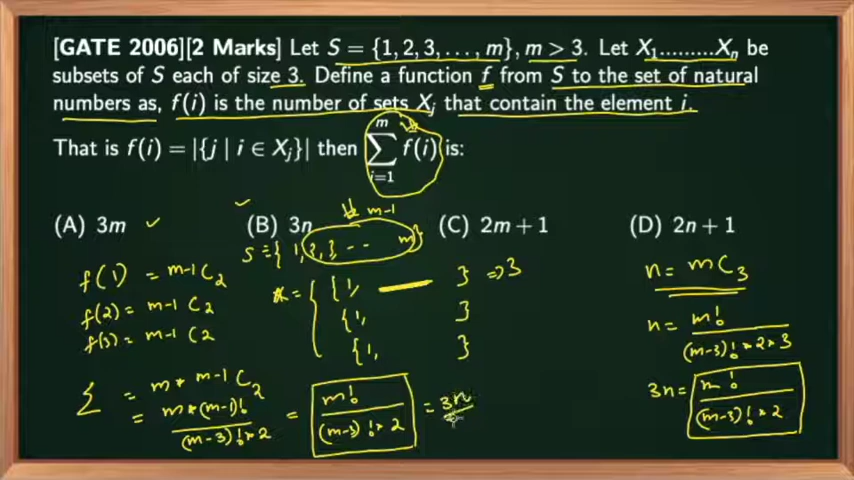 [GATE 2006][2 Marks] Let S = {1, 2, 3, . . . , m}, m > 3. Let X₁.........Xₙ be
subsets of S each of size 3. Define a function f from S to the set of natural
numbers as, f(i) is the number of sets Xⱼ that contain the element i.
That is f(i) = |{j | i ∈ Xⱼ}| then ∑_{i=1}^{m} f(i) is:
(A) 3m (B) 3n (C) 2m + 1 (D) 2n + 1
m-1
S = { 1, 2, 3, -- m}
f(1) = m-1C₂
f(2) = m-1C₂
f(3) = m-1C₂
{1, } ⇒ 3
{1, }
{1, }
n = mC₃
n = m! / (m-3)! * 2 * 3
3n = m! / (m-3)! * 2
∑ = m * m-1C₂
= m * (m-1)! / (m-3)! * 2 = m! / (m-3)! * 2 = 3n